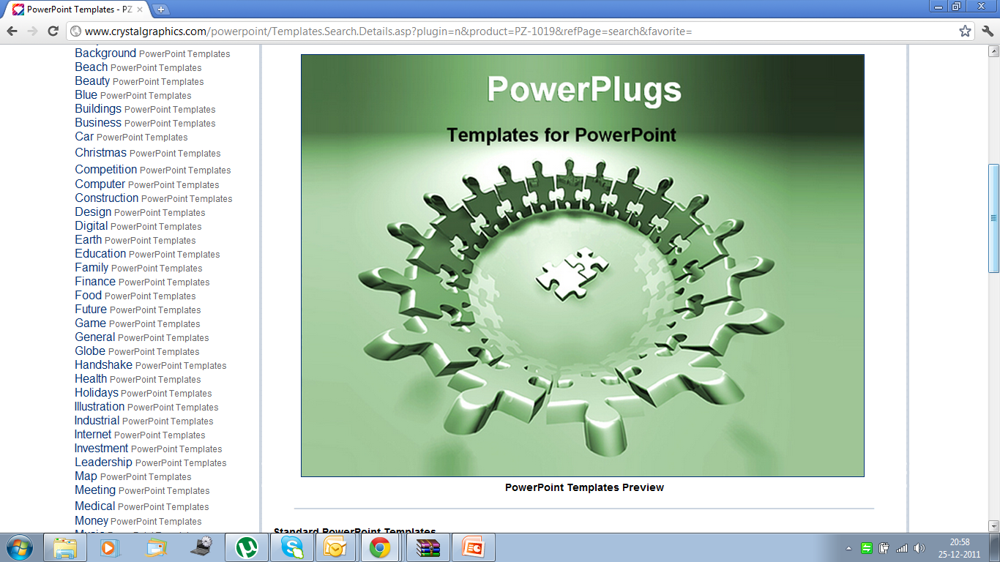 PowerPoint Templates - PZ
www.crystalgraphics.com/powerpoint/Templates.Search.Details.asp?plugin=n&product=PZ-1019&refPage=search&favorite=
Background PowerPoint Templates
Beach PowerPoint Templates
Beauty PowerPoint Templates
Blue PowerPoint Templates
Buildings PowerPoint Templates
Business PowerPoint Templates
Car PowerPoint Templates
Christmas PowerPoint Templates
Competition PowerPoint Templates
Computer PowerPoint Templates
Construction PowerPoint Templates
Design PowerPoint Templates
Digital PowerPoint Templates
Earth PowerPoint Templates
Education PowerPoint Templates
Family PowerPoint Templates
Finance PowerPoint Templates
Food PowerPoint Templates
Future PowerPoint Templates
Game PowerPoint Templates
General PowerPoint Templates
Globe PowerPoint Templates
Handshake PowerPoint Templates
Health PowerPoint Templates
Holidays PowerPoint Templates
Illustration PowerPoint Templates
Industrial PowerPoint Templates
Internet PowerPoint Templates
Investment PowerPoint Templates
Leadership PowerPoint Templates
Map PowerPoint Templates
Meeting PowerPoint Templates
Medical PowerPoint Templates
Money PowerPoint Templates
PowerPlugs
Templates for PowerPoint
PowerPoint Templates Preview
Standard PowerPoint Templates
20:58
25-12-2011